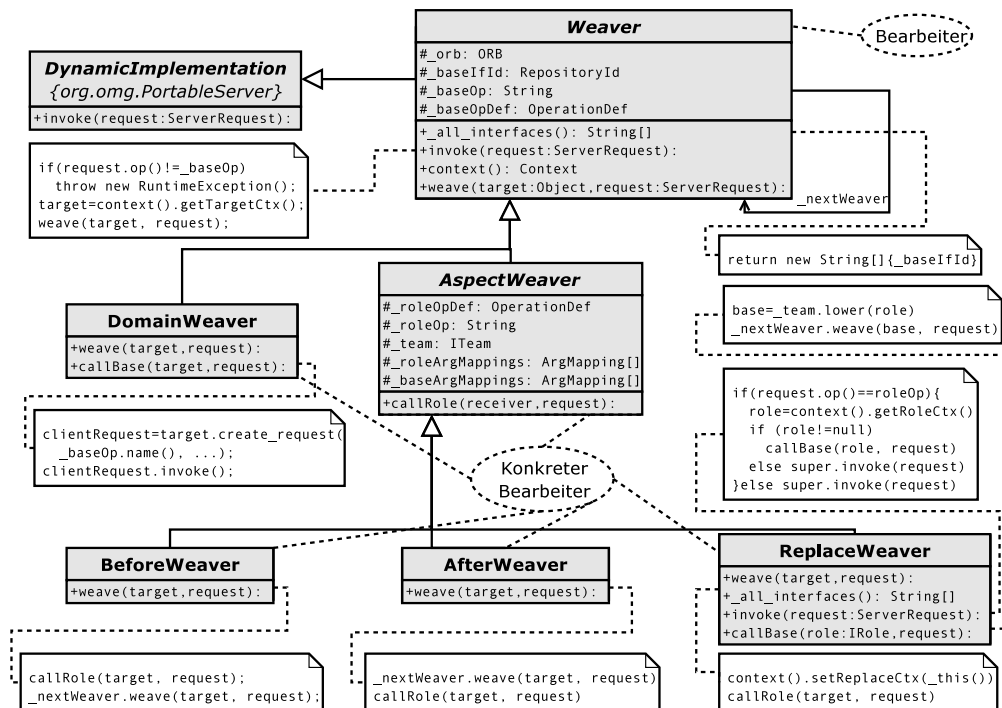 Weaver
#_orb: ORB
#_baseIfId: RepositoryId
#_baseOp: String
#_baseOpDef: OperationDef
+_all_interfaces(): String[]
+invoke(request:ServerRequest):
+context(): Context
+weave(target:Object,request:ServerRequest):
Bearbeiter
DynamicImplementation
{org.omg.PortableServer}
+invoke(request:ServerRequest):
if(request.op()!=_baseOp)
throw new RuntimeException();
target=context().getTargetCtx();
weave(target, request);
_nextWeaver
return new String[]{_baseIfId}
DomainWeaver
+weave(target,request):
+callBase(target,request):
AspectWeaver
#_roleOpDef: OperationDef
#_roleOp: String
#_team: ITeam
#_roleArgMappings: ArgMapping[]
#_baseArgMappings: ArgMapping[]
+callRole(receiver,request):
base=_team.lower(role)
_nextWeaver.weave(base, request)
if(request.op()==roleOp){
role=context().getRoleCtx()
if (role!=null)
callBase(role, request)
else super.invoke(request)
}else super.invoke(request)
clientRequest=target.create_request(
_baseOp.name(), ...);
clientRequest.invoke();
Konkreter
Bearbeiter
BeforeWeaver
+weave(target,request):
AfterWeaver
+weave(target,request):
ReplaceWeaver
+weave(target,request):
+_all_interfaces(): String[]
+invoke(request:ServerRequest):
+callBase(role:IRole,request):
callRole(target, request);
_nextWeaver.weave(target, request);
_nextWeaver.weave(target, request)
callRole(target, request)
context().setReplaceCtx(_this())
callRole(target, request)